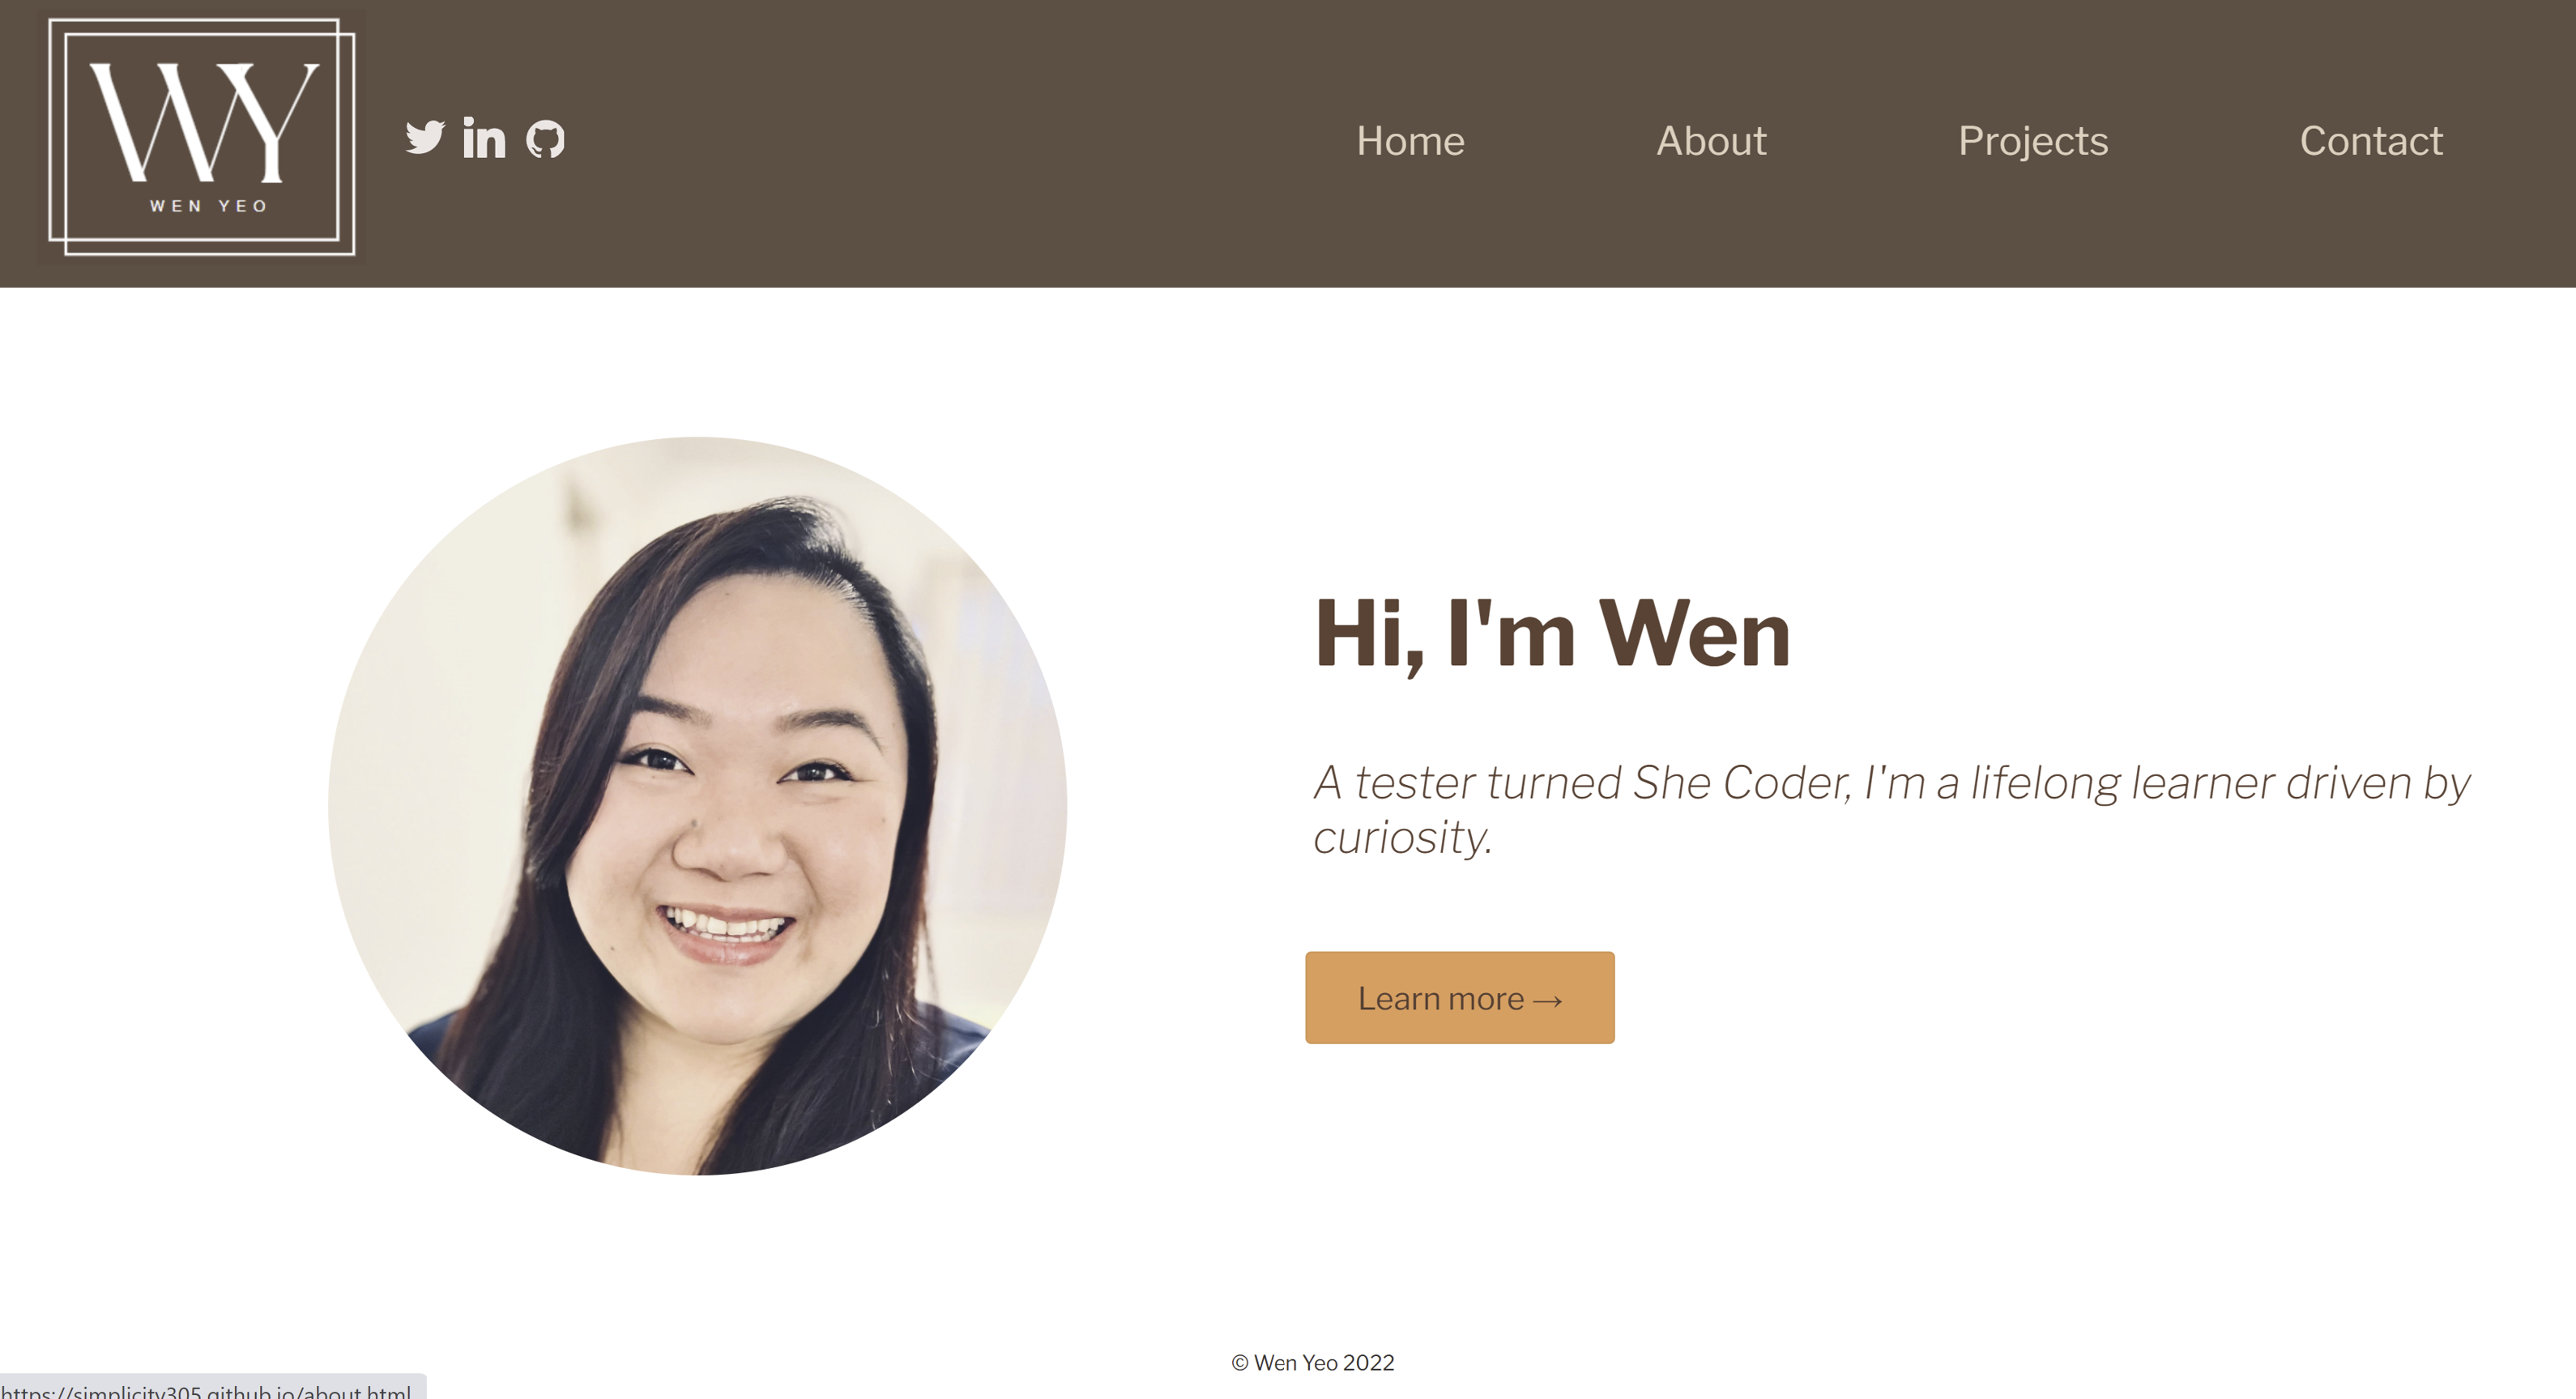 WY
WEN YEO
Home About Projects Contact
Hi, I'm Wen
A tester turned She Coder, I'm a lifelong learner driven by
curiosity.
Learn more →
© Wen Yeo 2022
https://simplicity305.github.io/about.html